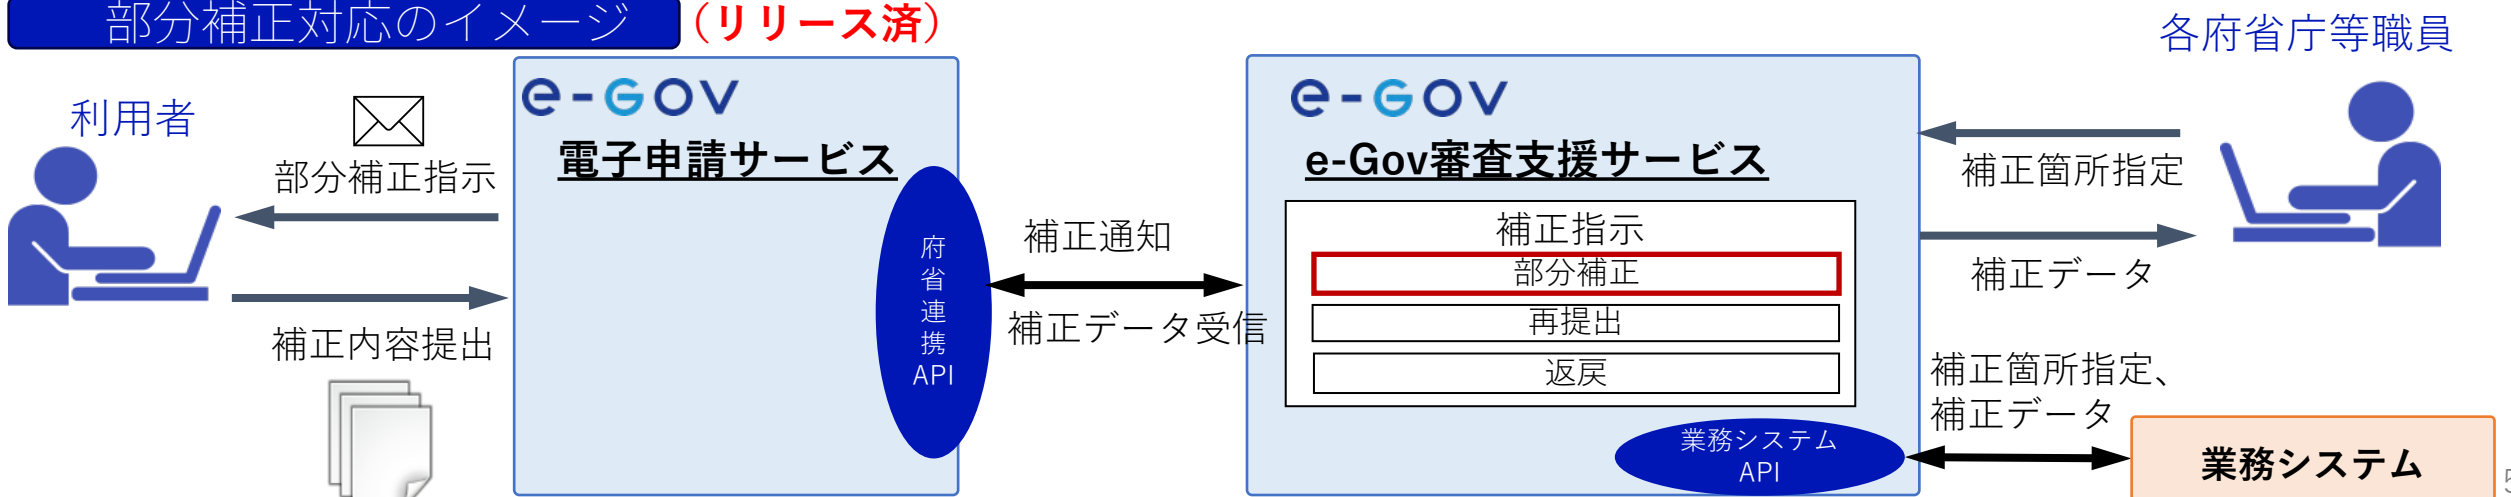 部分補正対応のイメージ
（リリース済）
利用者
部分補正指示
補正内容提出
e-Gov
電子申請サービス
府省連携API
補正通知
補正データ受信
e-Gov
e-Gov審査支援サービス
補正指示
部分補正
再提出
返戻
業務システム
API
各府省庁等職員
補正箇所指定
補正データ
補正箇所指定、
補正データ
業務システム